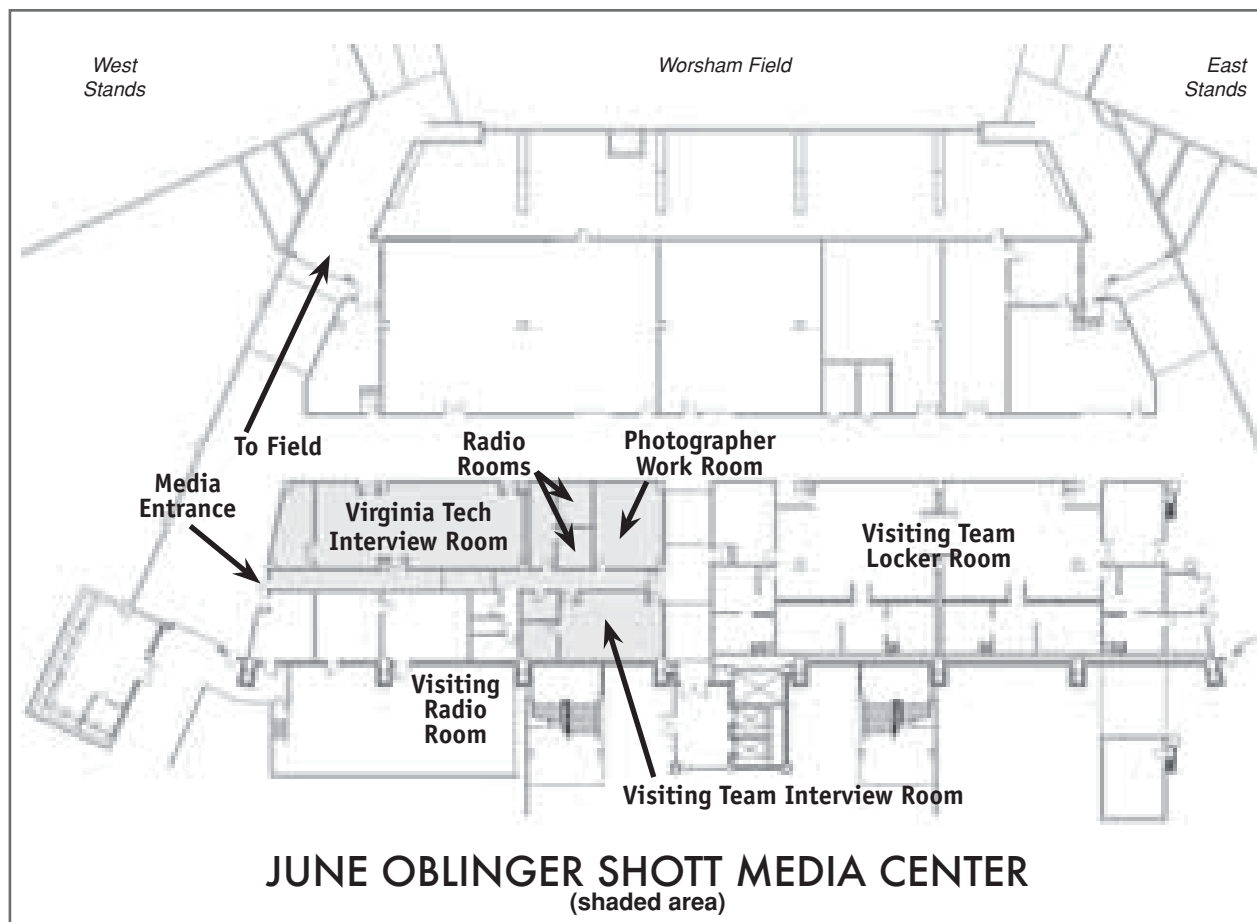 West
Stands
Worsham Field
East
Stands
To Field
Radio
Rooms
Photographer
Work Room
Media
Entrance
Virginia Tech
Interview Room
Visiting Team
Locker Room
Visiting
Radio
Room
Visiting Team Interview Room
JUNE OBLINGER SHOTT MEDIA CENTER
(shaded area)